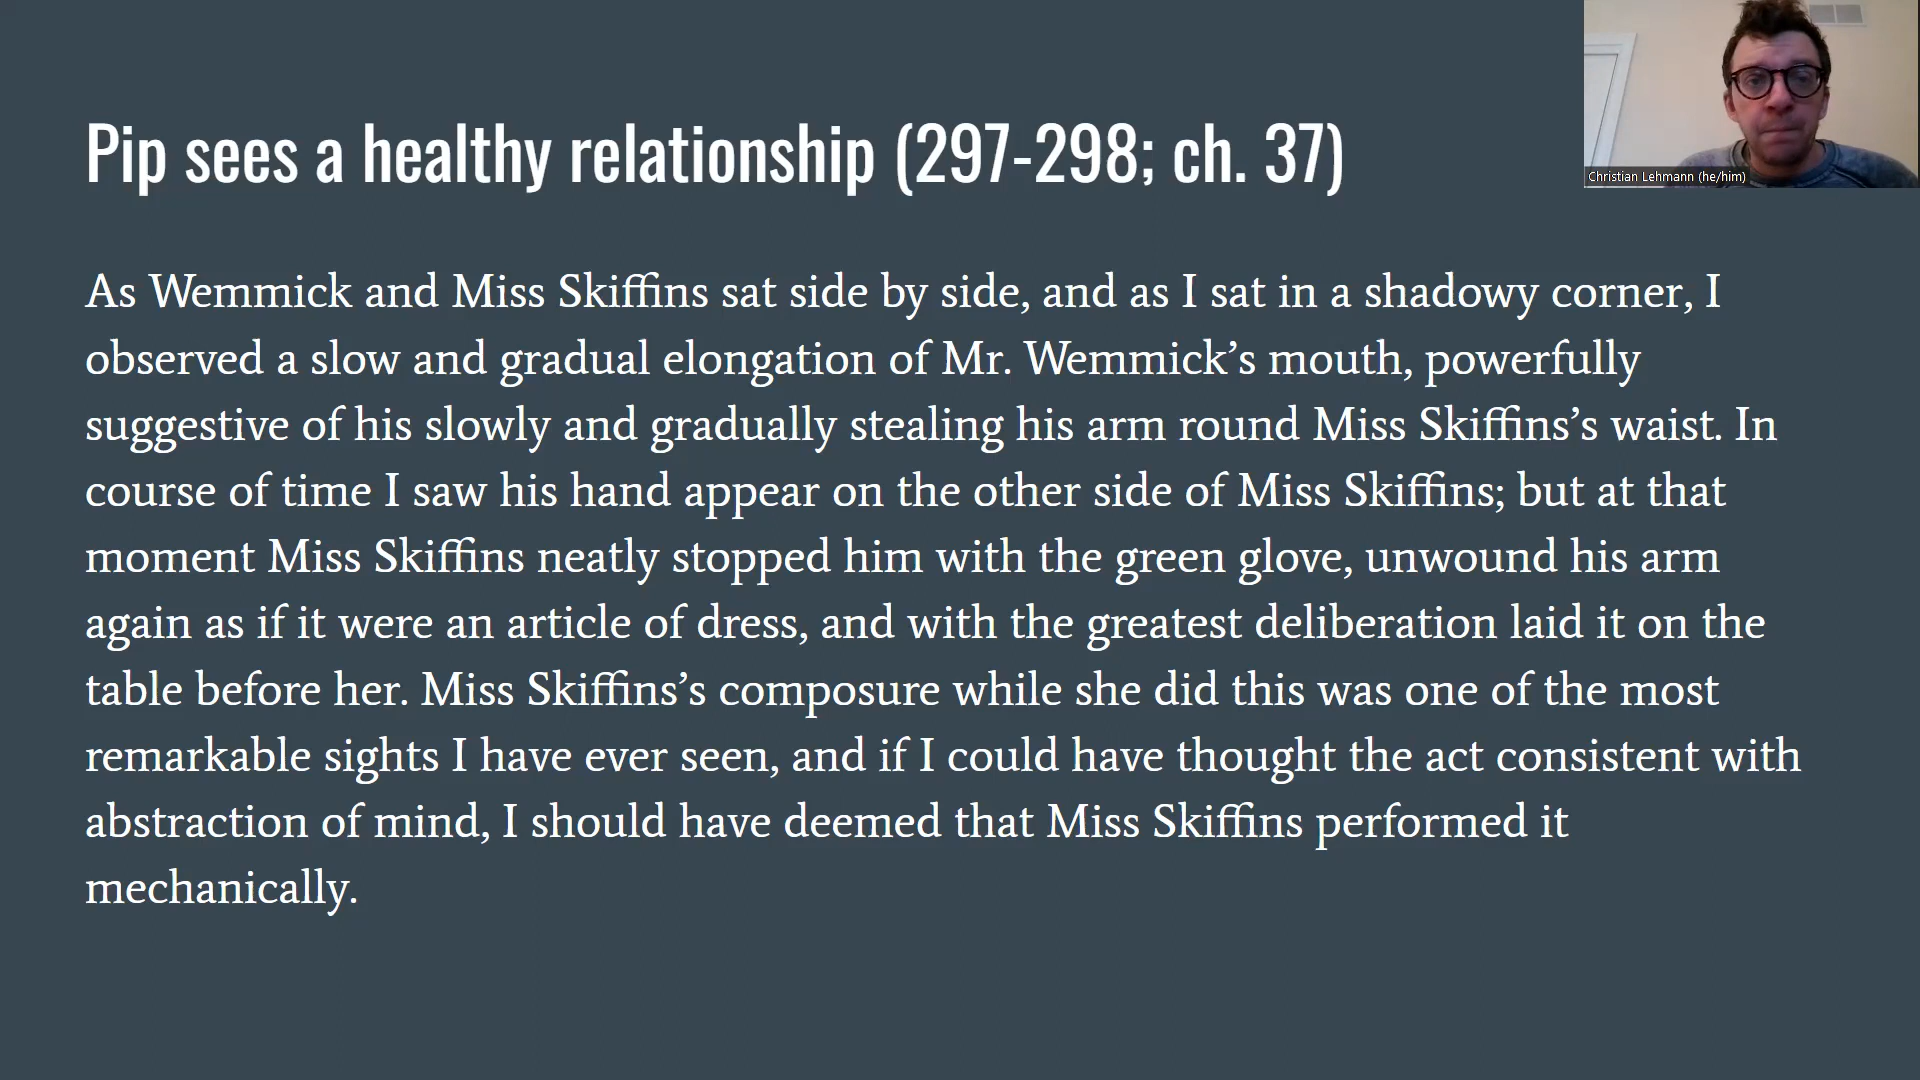 Pip sees a healthy relationship (297-298; ch. 37)
Christian Lehmann (he/him)
As Wemmick and Miss Skiffins sat side by side, and as I sat in a shadowy corner, I
observed a slow and gradual elongation of Mr. Wemmick’s mouth, powerfully
suggestive of his slowly and gradually stealing his arm round Miss Skiffins’s waist. In
course of time I saw his hand appear on the other side of Miss Skiffins; but at that
moment Miss Skiffins neatly stopped him with the green glove, unwound his arm
again as if it were an article of dress, and with the greatest deliberation laid it on the
table before her. Miss Skiffins’s composure while she did this was one of the most
remarkable sights I have ever seen, and if I could have thought the act consistent with
abstraction of mind, I should have deemed that Miss Skiffins performed it
mechanically.